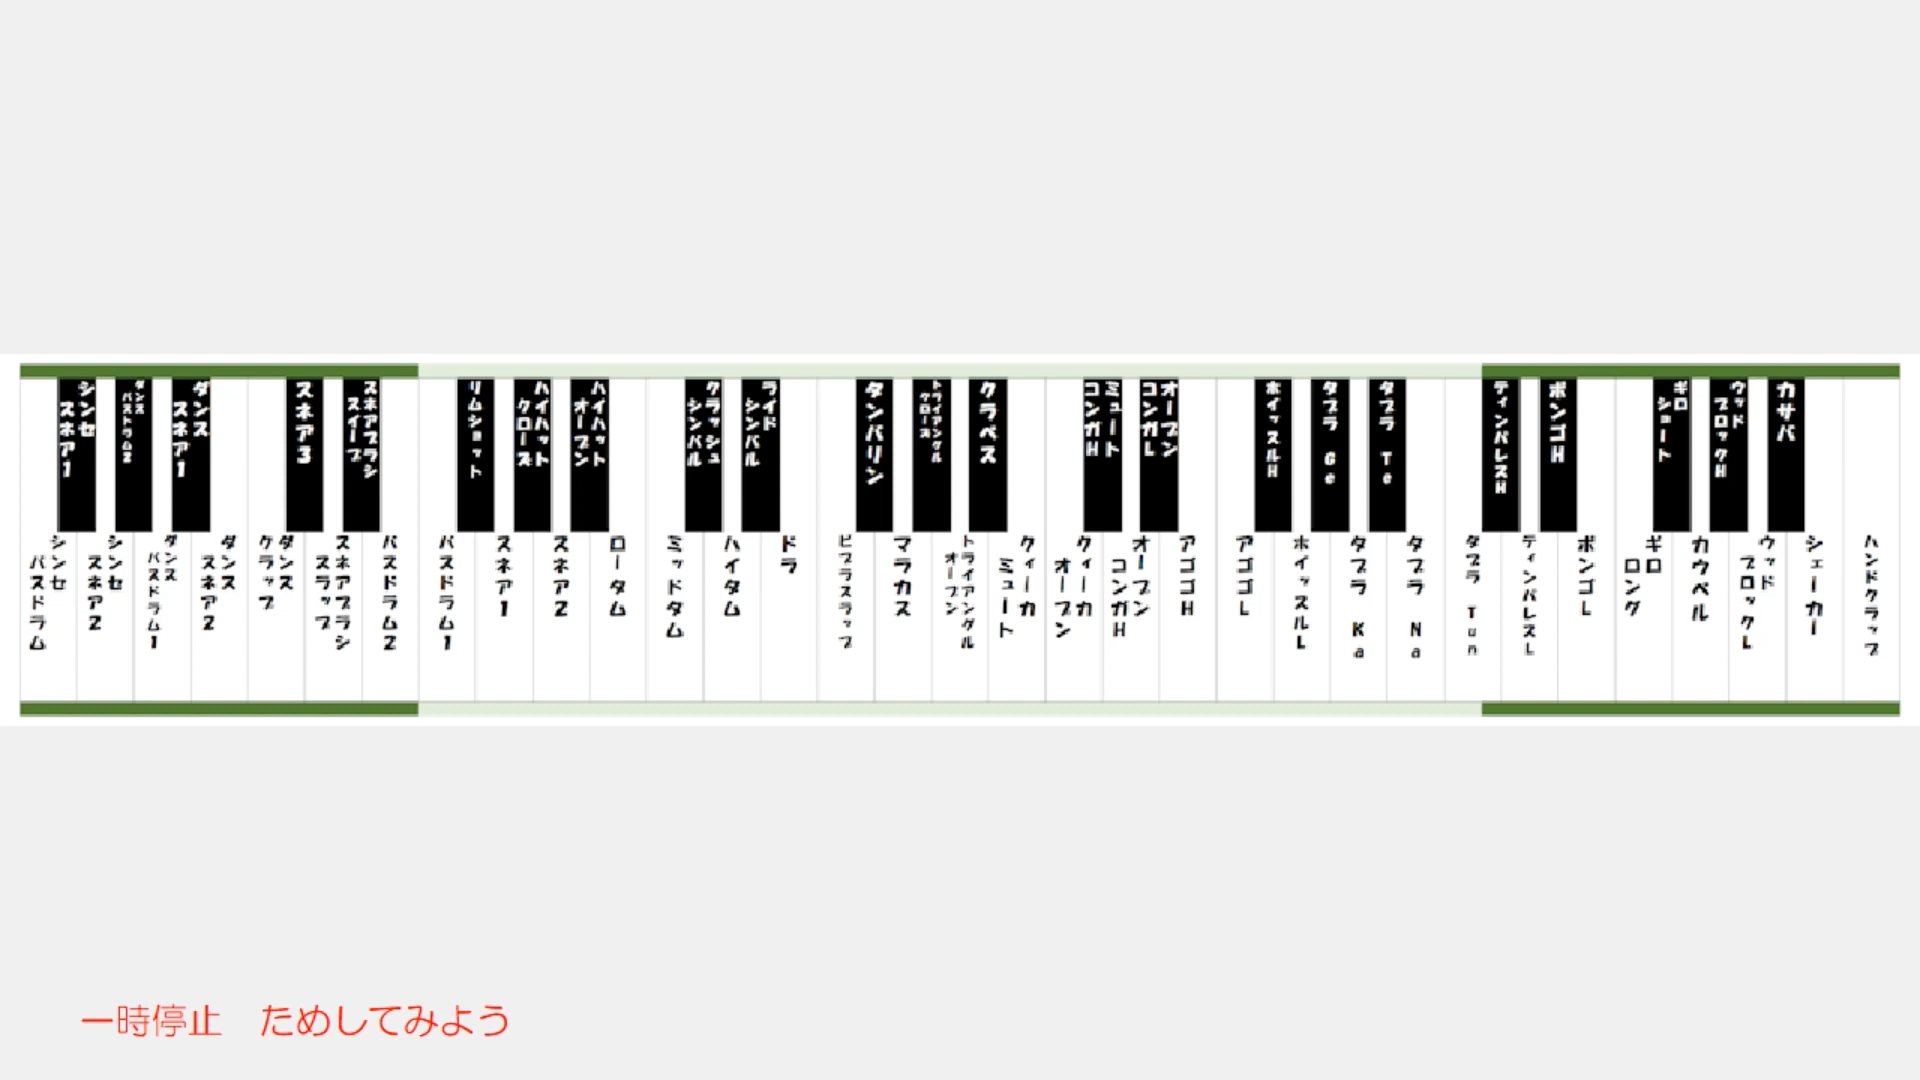 シンセ スネア1
ダンス バスドラム2
ダンス スネア1
スネア3
スネアブラシ スイープ
リムショット
ハイハット クローズ
ハイハット オープン
クラッシュ シンバル
ライド シンバル
タンバリン
トライアングル クローズ
クラベス
ミュート コンガH
オープン コンガL
ホイッスルH
タブラ Ge
タブラ Te
ティンパレスH
ボンゴH
ギロ ショート
ウッド ブロックH
カサバ
シンセ バスドラム
シンセ スネア2
ダンス バスドラム1
ダンス スネア2
ダンス クラップ
スネアブラシ スラップ
バスドラム2
バスドラム1
スネア1
スネア2
ロータム
ミッドタム
ハイタム
ドラ
ビブラスラップ
マラカス
トライアングル オープン
クィーカ ミュート
クィーカ オープン
オープン コンガH
アゴゴH
アゴゴL
ホイッスルL
タブラ Ka
タブラ Na
タブラ Tun
ティンパレスL
ボンゴL
ギロ ロング
カウベル
ウッド ブロックL
シェーカー
ハンドクラップ
一時停止　ためしてみよう